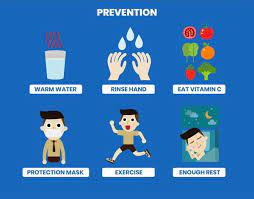 PREVENTION
WARM WATER
RINSE HAND
EAT VITAMIN C
PROTECTION MASK
EXERCISE
ENOUGH REST